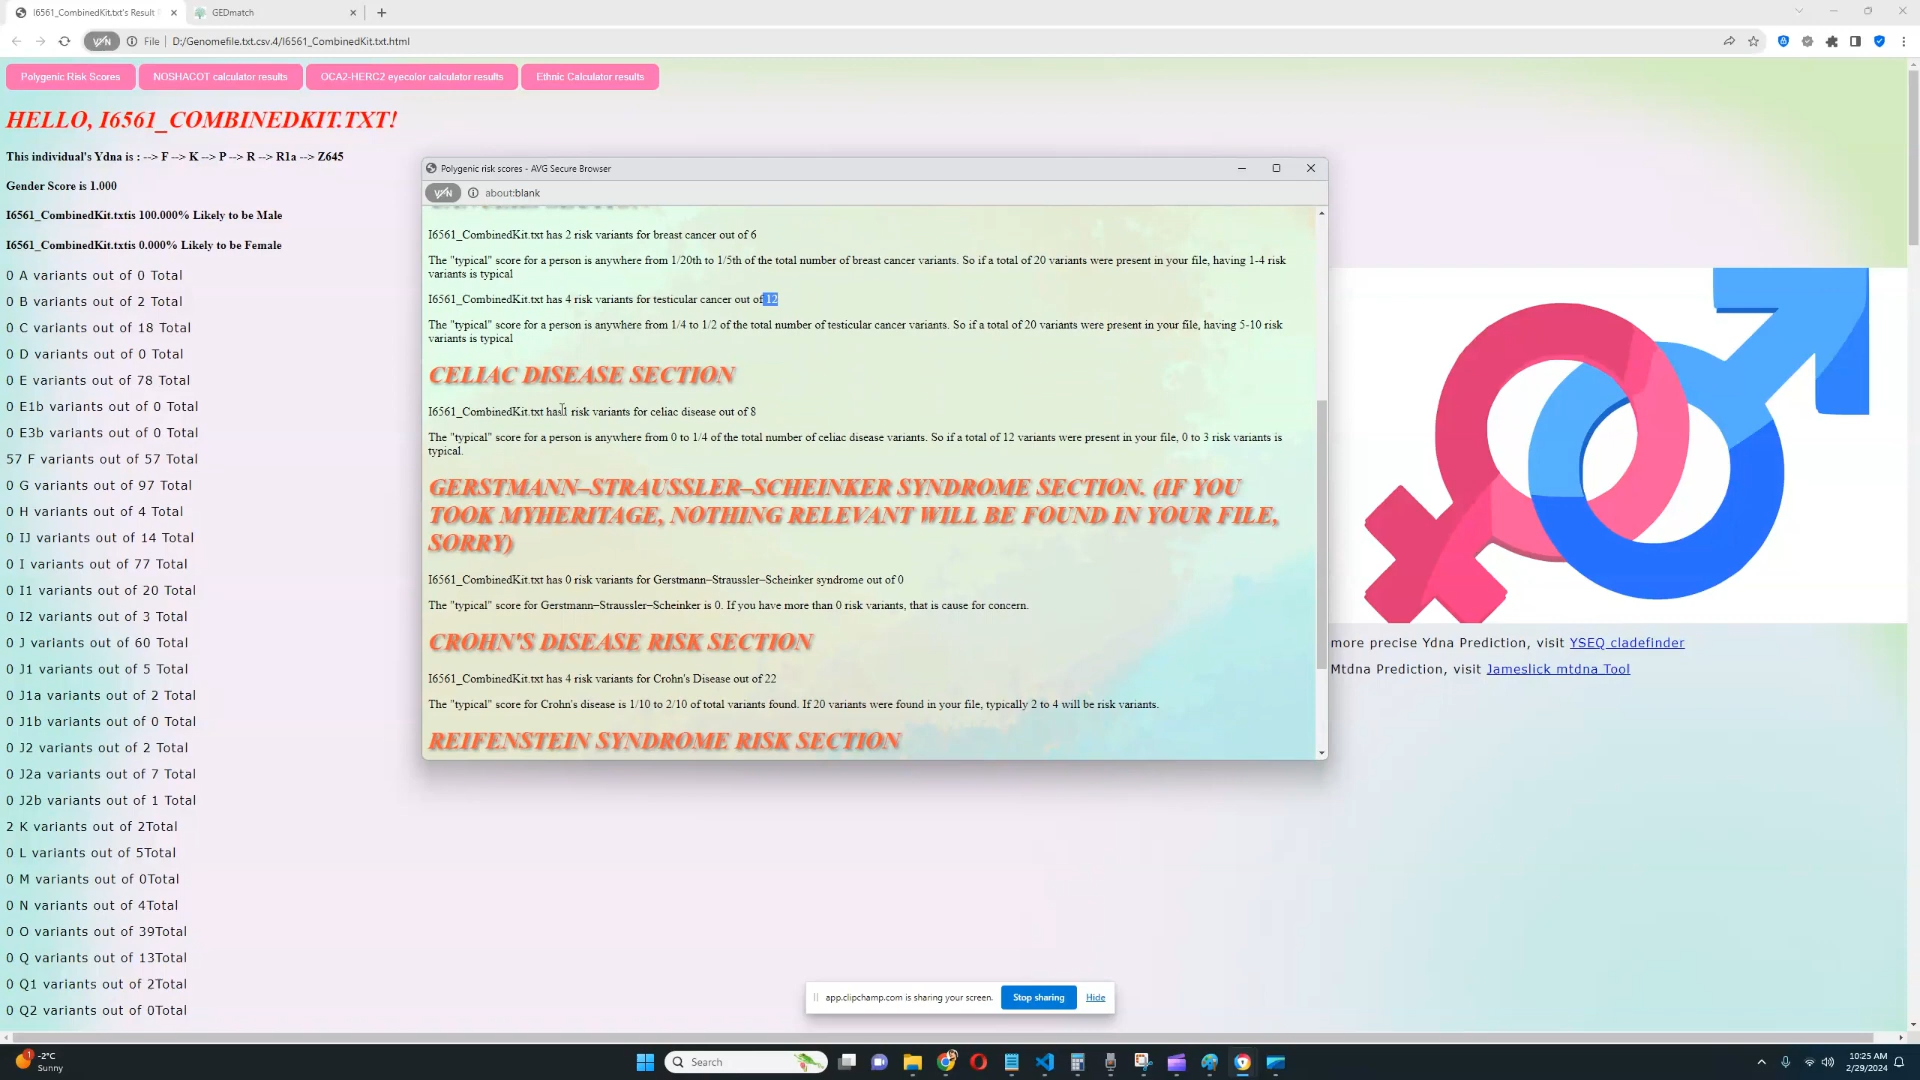 I6561_CombinedKit.txt's Result
GEDmatch
VPN
File
D:/Genomefile.txt.csv.4/I6561_CombinedKit.txt.html
Polygenic Risk Scores
NOSHACOT calculator results
OCA2-HERC2 eyecolor calculator results
Ethnic Calculator results
HELLO, I6561_COMBINEDKIT.TXT!
This individual's Ydna is : --> F --> K --> P --> R --> R1a --> Z645
Gender Score is 1.000
I6561_CombinedKit.txtis 100.000% Likely to be Male
I6561_CombinedKit.txtis 0.000% Likely to be Female
0 A variants out of 0 Total
0 B variants out of 2 Total
0 C variants out of 18 Total
0 D variants out of 0 Total
0 E variants out of 78 Total
0 E1b variants out of 0 Total
0 E3b variants out of 0 Total
57 F variants out of 57 Total
0 G variants out of 97 Total
0 H variants out of 4 Total
0 IJ variants out of 14 Total
0 I variants out of 77 Total
0 I1 variants out of 20 Total
0 I2 variants out of 3 Total
0 J variants out of 60 Total
0 J1 variants out of 5 Total
0 J1a variants out of 2 Total
0 J1b variants out of 0 Total
0 J2 variants out of 2 Total
0 J2a variants out of 7 Total
0 J2b variants out of 1 Total
2 K variants out of 2Total
0 L variants out of 5Total
0 M variants out of 0Total
0 N variants out of 4Total
0 O variants out of 39Total
0 Q variants out of 13Total
0 Q1 variants out of 2Total
0 Q2 variants out of 0Total
Polygenic risk scores - AVG Secure Browser
VPN
about:blank
I6561_CombinedKit.txt has 2 risk variants for breast cancer out of 6
The "typical" score for a person is anywhere from 1/20th to 1/5th of the total number of breast cancer variants. So if a total of 20 variants were present in your file, having 1-4 risk
variants is typical
I6561_CombinedKit.txt has 4 risk variants for testicular cancer out of 12
The "typical" score for a person is anywhere from 1/4 to 1/2 of the total number of testicular cancer variants. So if a total of 20 variants were present in your file, having 5-10 risk
variants is typical
CELIAC DISEASE SECTION
I6561_CombinedKit.txt has1 risk variants for celiac disease out of 8
The "typical" score for a person is anywhere from 0 to 1/4 of the total number of celiac disease variants. So if a total of 12 variants were present in your file, 0 to 3 risk variants is
typical.
GERSTMANN–STRAUSSLER–SCHEINKER SYNDROME SECTION. (IF YOU
TOOK MYHERITAGE, NOTHING RELEVANT WILL BE FOUND IN YOUR FILE,
SORRY)
I6561_CombinedKit.txt has 0 risk variants for Gerstmann–Straussler–Scheinker syndrome out of 0
The "typical" score for Gerstmann–Straussler–Scheinker is 0. If you have more than 0 risk variants, that is cause for concern.
CROHN'S DISEASE RISK SECTION
I6561_CombinedKit.txt has 4 risk variants for Crohn's Disease out of 22
The "typical" score for Crohn's disease is 1/10 to 2/10 of total variants found. If 20 variants were found in your file, typically 2 to 4 will be risk variants.
REIFENSTEIN SYNDROME RISK SECTION
more precise Ydna Prediction, visit YSEQ cladefinder
Mtdna Prediction, visit Jameslick mtdna Tool
app.clipchamp.com is sharing your screen.
Stop sharing
Hide
1
-2°C
Sunny
Search
10:25 AM
2/29/2024